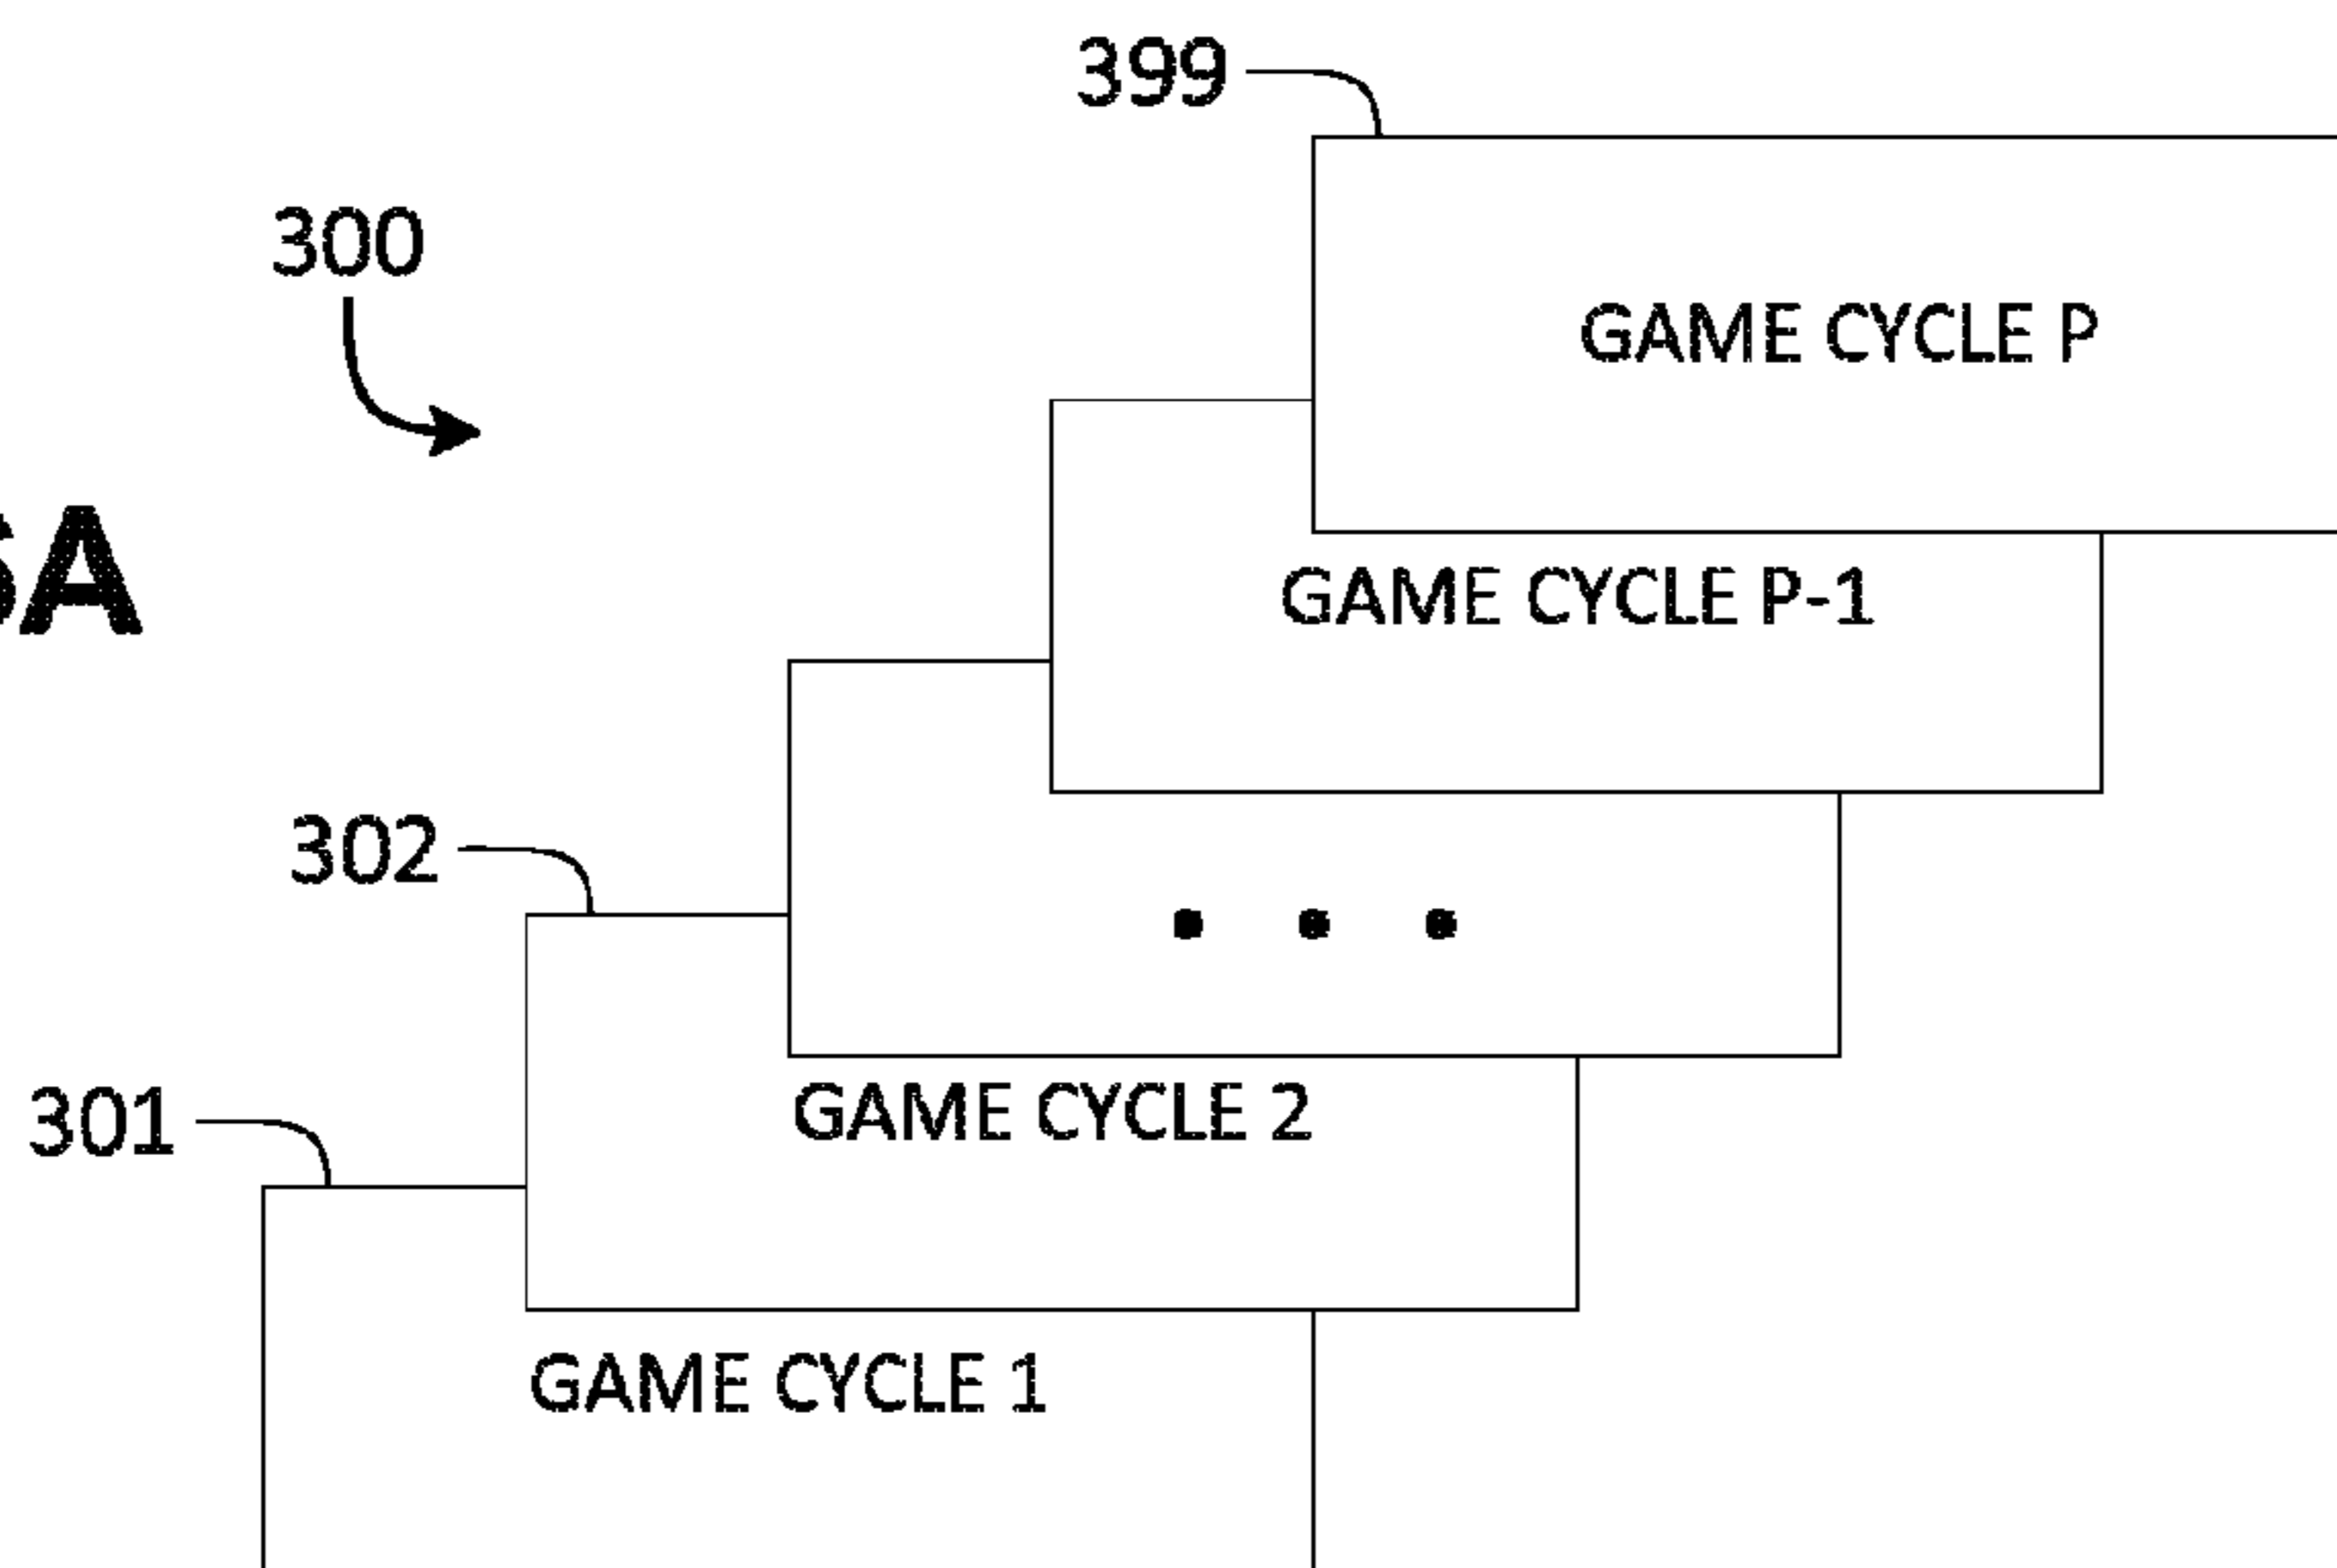 399
300
GAME CYCLE P
A
GAME CYCLE P-1
302
• • •
GAME CYCLE 2
301
GAME CYCLE 1